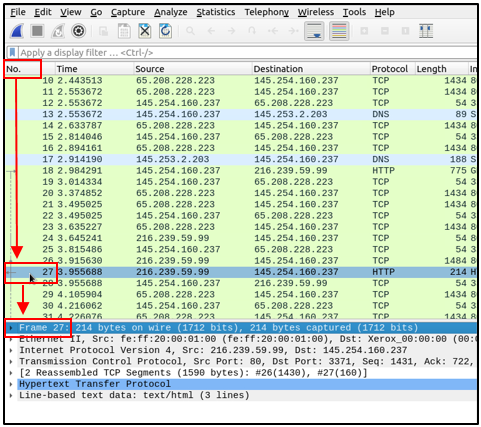 File Edit View Go Capture Analyze Statistics Telephony Wireless Tools Help
Apply a display filter … <Ctrl-/>
No. Time Source Destination Protocol Length In
10 2.443513 65.208.228.223 145.254.160.237 TCP 1434 8
11 2.553672 65.208.228.223 145.254.160.237 TCP 1434 8
12 2.553672 145.254.160.237 65.208.228.223 TCP 54 3
13 2.553672 145.254.160.237 145.253.2.203 DNS 89 S
14 2.633787 65.208.228.223 145.254.160.237 TCP 1434 8
15 2.814046 145.254.160.237 65.208.228.223 TCP 54 3
16 2.894161 65.208.228.223 145.254.160.237 TCP 1434 8
17 2.914190 145.253.2.203 145.254.160.237 DNS 188 S
18 2.984291 145.254.160.237 216.239.59.99 HTTP 775 G
19 3.014334 145.254.160.237 65.208.228.223 TCP 54 3
20 3.374852 65.208.228.223 145.254.160.237 TCP 1434 8
21 3.495025 65.208.228.223 145.254.160.237 TCP 1434 8
22 3.495025 145.254.160.237 65.208.228.223 TCP 54 3
23 3.635227 65.208.228.223 145.254.160.237 TCP 1434 8
24 3.645241 216.239.59.99 145.254.160.237 TCP 54 8
25 3.815486 145.254.160.237 65.208.228.223 TCP 54 3
26 3.915630 216.239.59.99 145.254.160.237 TCP 1484 8
27 3.955688 216.239.59.99 145.254.160.237 HTTP 214 H
28 3.955688 145.254.160.237 216.239.59.99 TCP 54 3
29 4.105904 65.208.228.223 145.254.160.237 TCP 1434 8
30 4.216062 145.254.160.237 65.208.228.223 TCP 54 3
31 4.226076 65.208.228.223 145.254.160.237 TCP 1434 8
Frame 27: 214 bytes on wire (1712 bits), 214 bytes captured (1712 bits)
Ethernet II, Src: fe:ff:20:00:01:00 (fe:ff:20:00:01:00), Dst: Xerox_00:00:00 (00:
Internet Protocol Version 4, Src: 216.239.59.99, Dst: 145.254.160.237
Transmission Control Protocol, Src Port: 80, Dst Port: 3371, Seq: 1431, Ack: 722,
[2 Reassembled TCP Segments (1590 bytes): #26(1430), #27(160)]
Hypertext Transfer Protocol
Line-based text data: text/html (3 lines)